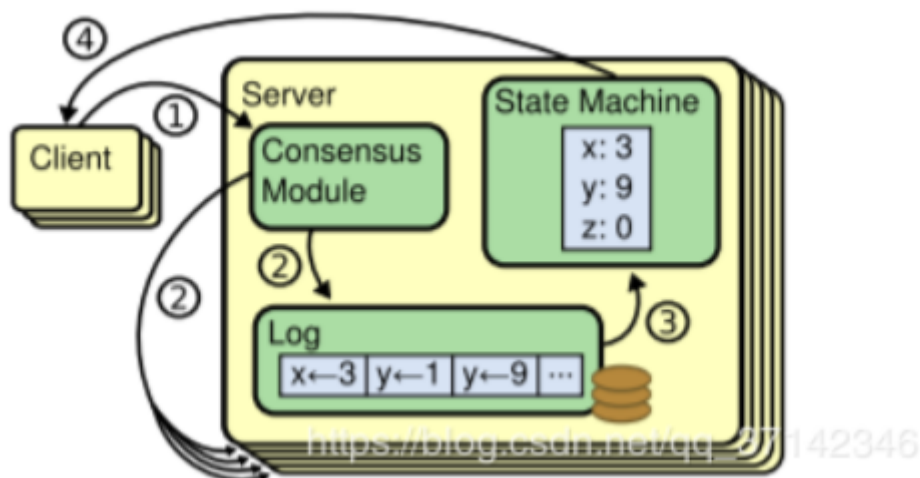 ④
①
Server
State Machine
Client
Consensus
Module
x: 3
y: 9
z: 0
②
②
③
Log
x←3 y←1 y←9 ...
https://blog.csdn.net/qq_37142346